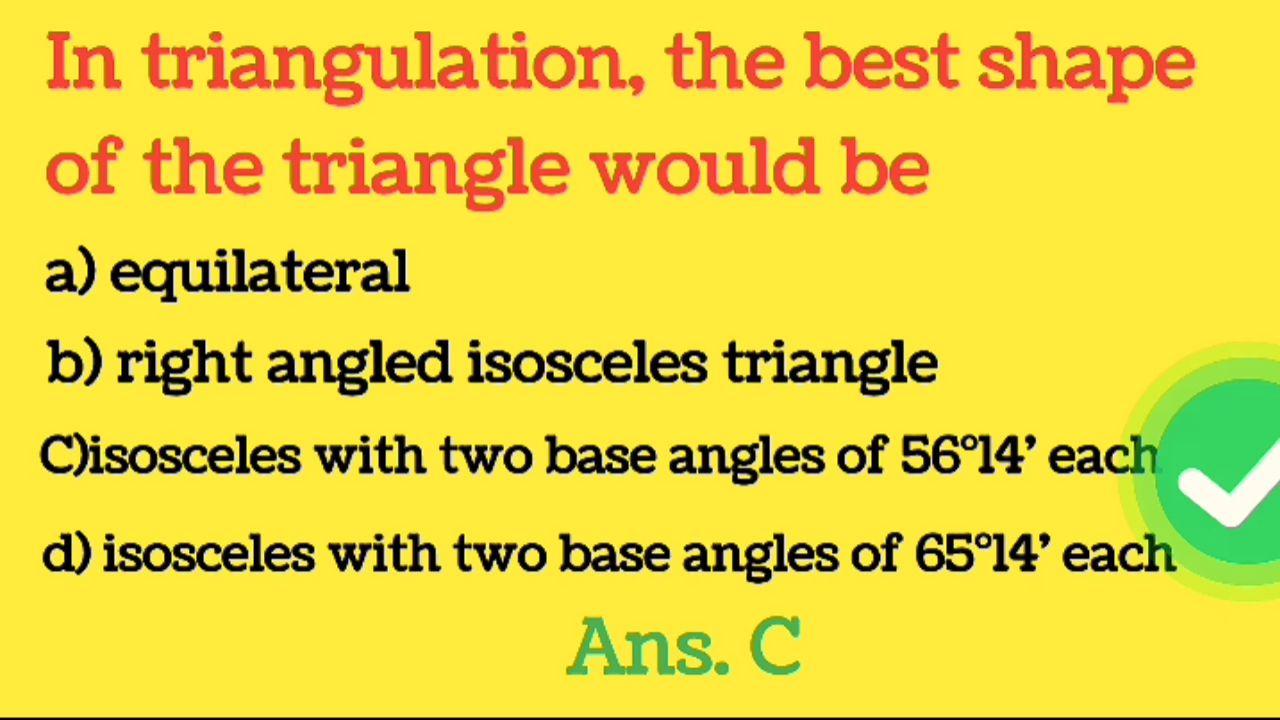 In triangulation, the best shape
of the triangle would be
a) equilateral
b) right angled isosceles triangle
C)isosceles with two base angles of 56°14’ each
d) isosceles with two base angles of 65°14’ each
Ans. C